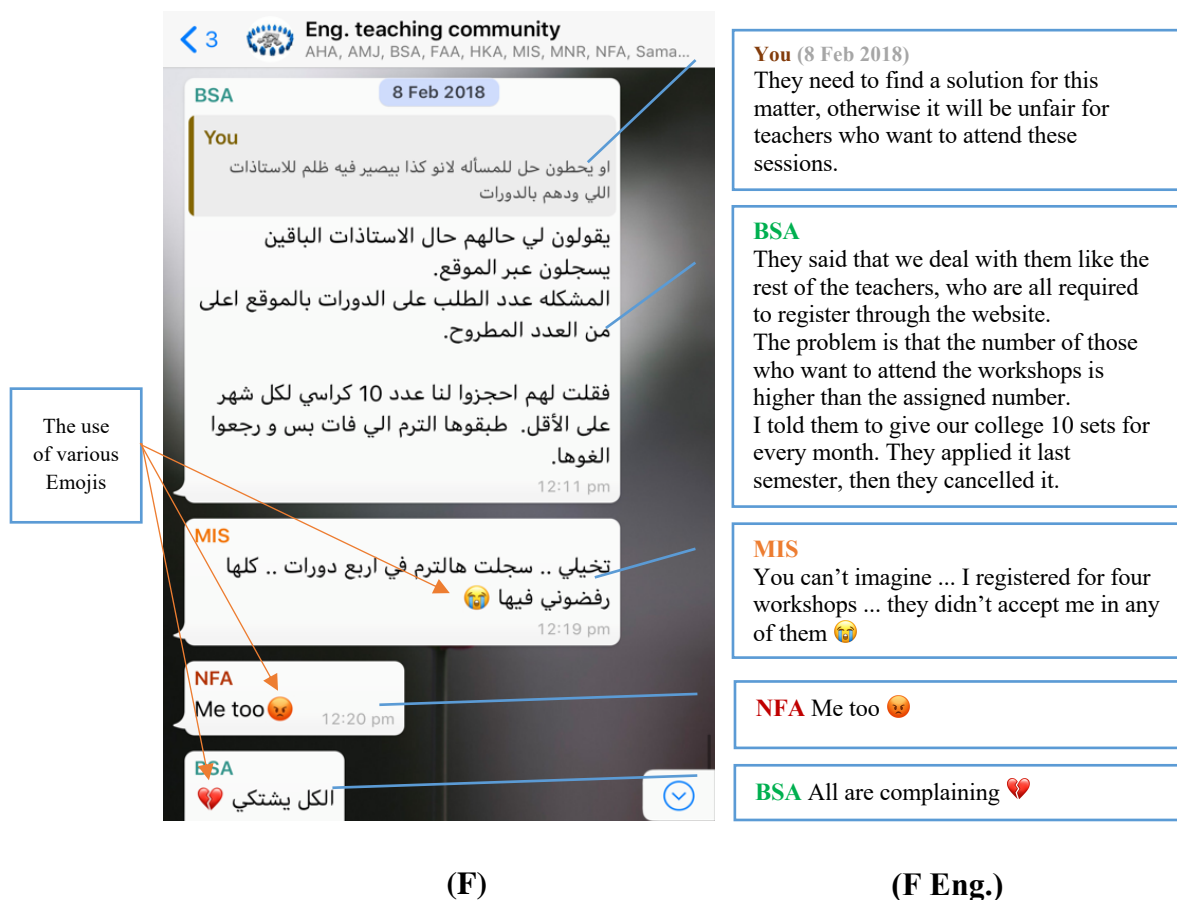 The use
of various
Emojis
3
Eng. teaching community
AHA, AMJ, BSA, FAA, HKA, MIS, MNR, NFA, Sama...
8 Feb 2018
BSA
You
او يحطون حل للمسأله لانو كذا بيصير فيه ظلم للاستاذات
اللي ودهم بالدورات
يقولون لي حالهم حال الاستاذات الباقين
يسجلون عبر الموقع.
المشكله عدد الطلب على الدورات بالموقع اعلى
من العدد المطروح.
فقلت لهم احجزوا لنا عدد 10 كراسي لكل شهر
على الأقل. طبقوها الترم الي فات بس و رجعوا
الغوها.
12:11 pm
MIS
تخيلي .. سجلت هالترم في اربع دورات .. كلها
رفضوني فيها 😭
12:19 pm
NFA
Me too😡
12:20 pm
BSA
الكل يشتكي 💔
(F)
You (8 Feb 2018)
They need to find a solution for this
matter, otherwise it will be unfair for
teachers who want to attend these
sessions.
BSA
They said that we deal with them like the
rest of the teachers, who are all required
to register through the website.
The problem is that the number of those
who want to attend the workshops is
higher than the assigned number.
I told them to give our college 10 sets for
every month. They applied it last
semester, then they cancelled it.
MIS
You can’t imagine ... I registered for four
workshops ... they didn’t accept me in any
of them 😭
NFA Me too 😡
BSA All are complaining 💔
(F Eng.)